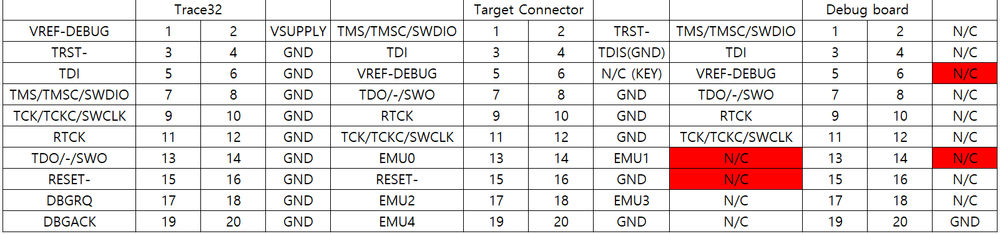 Trace32 Target Connector Debug board
VREF-DEBUG 1 2 VSUPPLY TMS/TMSC/SWDIO 1 2 TRST- TMS/TMSC/SWDIO 1 2 N/C
TRST- 3 4 GND TDI 3 4 TDIS(GND) TDI 3 4 N/C
TDI 5 6 GND VREF-DEBUG 5 6 N/C (KEY) VREF-DEBUG 5 6 N/C
TMS/TMSC/SWDIO 7 8 GND TDO/-/SWO 7 8 GND TDO/-/SWO 7 8 N/C
TCK/TCKC/SWCLK 9 10 GND RTCK 9 10 GND RTCK 9 10 N/C
RTCK 11 12 GND TCK/TCKC/SWCLK 11 12 GND TCK/TCKC/SWCLK 11 12 N/C
TDO/-/SWO 13 14 GND EMU0 13 14 EMU1 N/C 13 14 N/C
RESET- 15 16 GND RESET- 15 16 GND N/C 15 16 N/C
DBGRQ 17 18 GND EMU2 17 18 EMU3 N/C 17 18 N/C
DBGACK 19 20 GND EMU4 19 20 GND N/C 19 20 GND